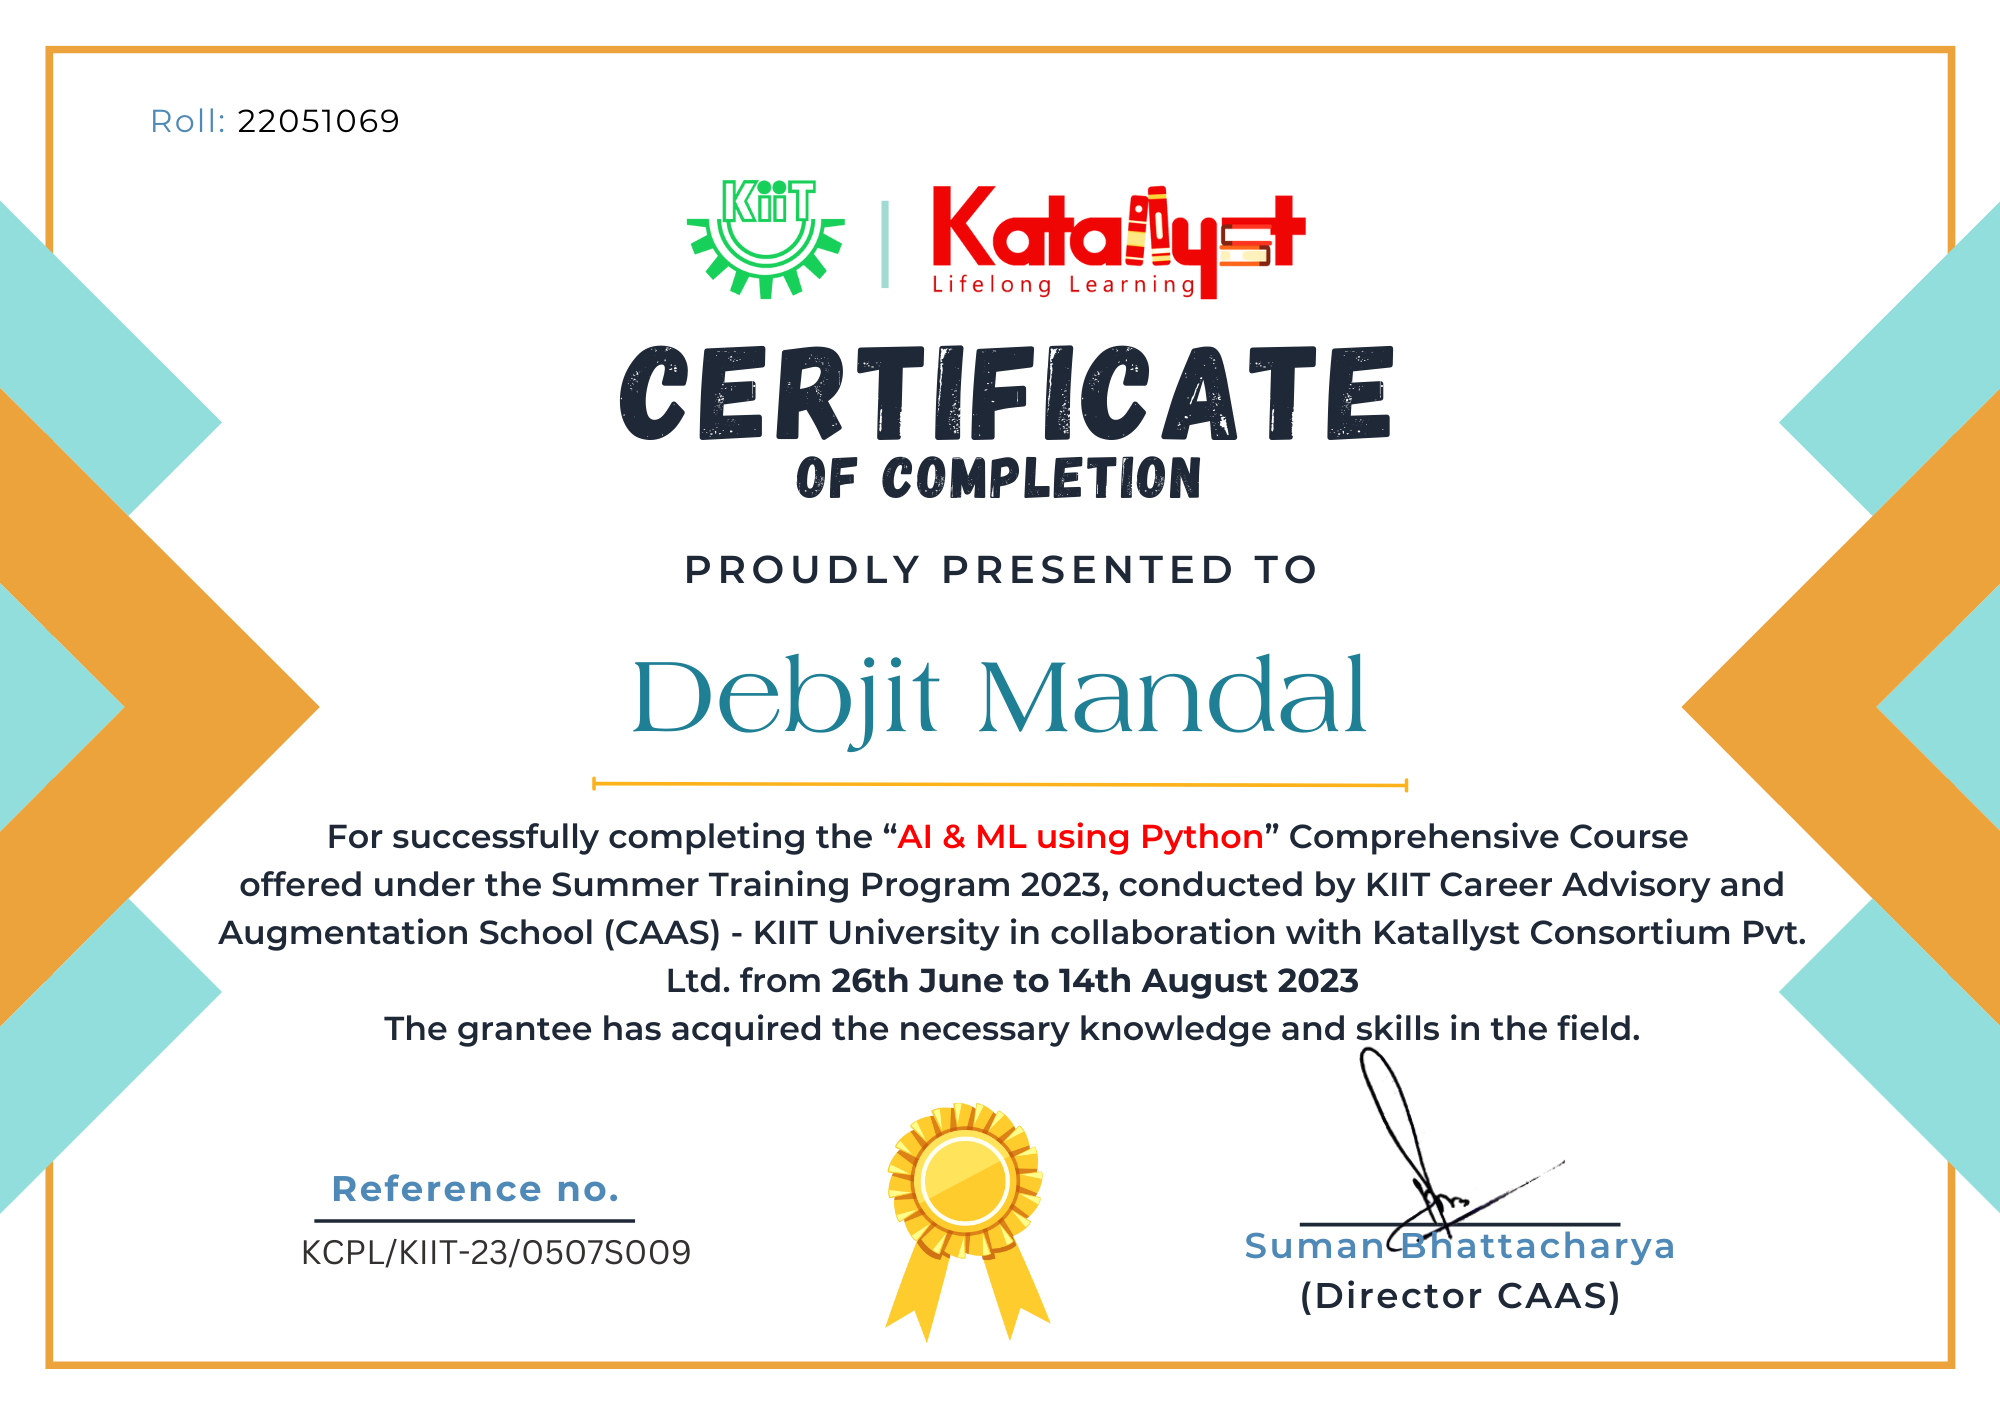 Roll: 22051069
KiiT
Katallyst
Lifelong Learning
CERTIFICATE
OF COMPLETION
PROUDLY PRESENTED TO
Debjit Mandal
For successfully completing the “AI & ML using Python” Comprehensive Course
offered under the Summer Training Program 2023, conducted by KIIT Career Advisory and
Augmentation School (CAAS) - KIIT University in collaboration with Katallyst Consortium Pvt.
Ltd. from 26th June to 14th August 2023
The grantee has acquired the necessary knowledge and skills in the field.
Reference no.
KCPL/KIIT-23/0507S009
Suman Bhattacharya
(Director CAAS)